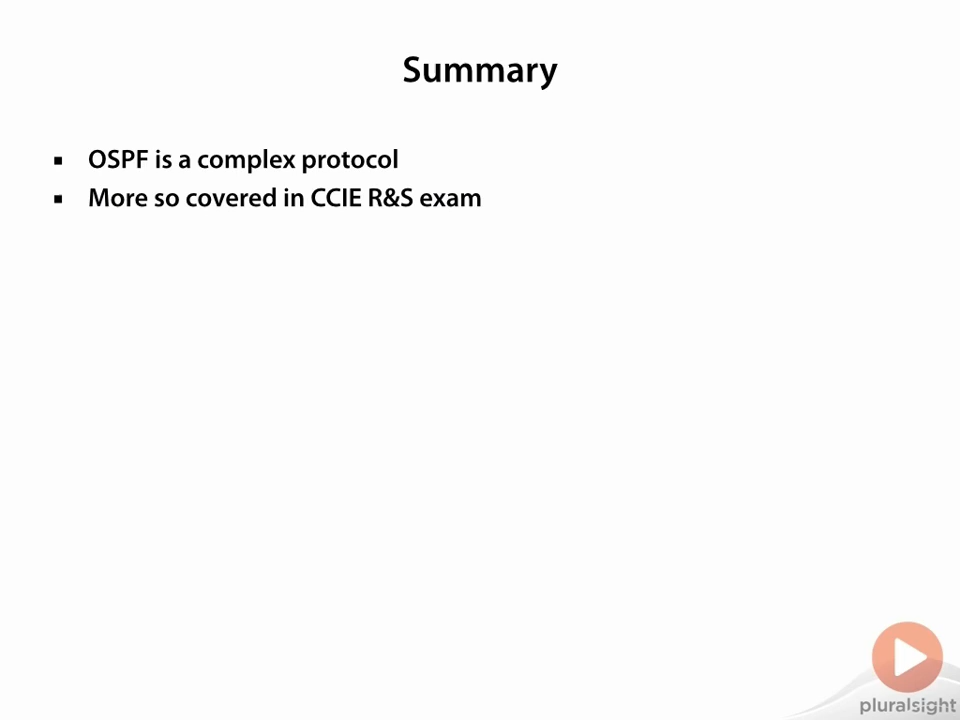 Summary
▪ OSPF is a complex protocol
▪ More so covered in CCIE R&S exam
pluralsight